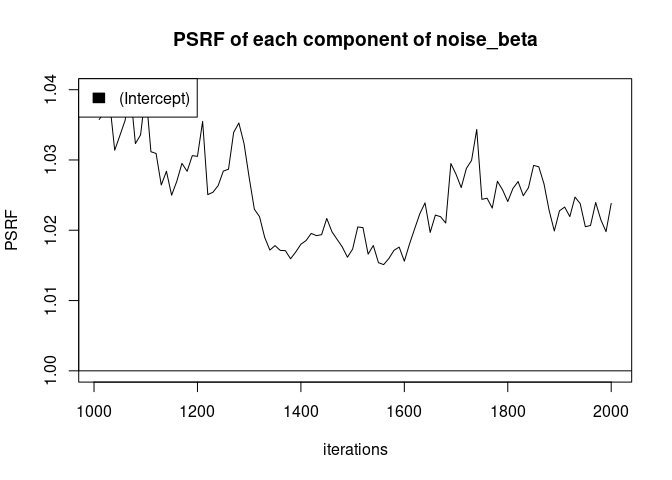 PSRF of each component of noise_beta
(Intercept)
PSRF
1.04
1.03
1.02
1.01
1.00
1000 1200 1400 1600 1800 2000
iterations